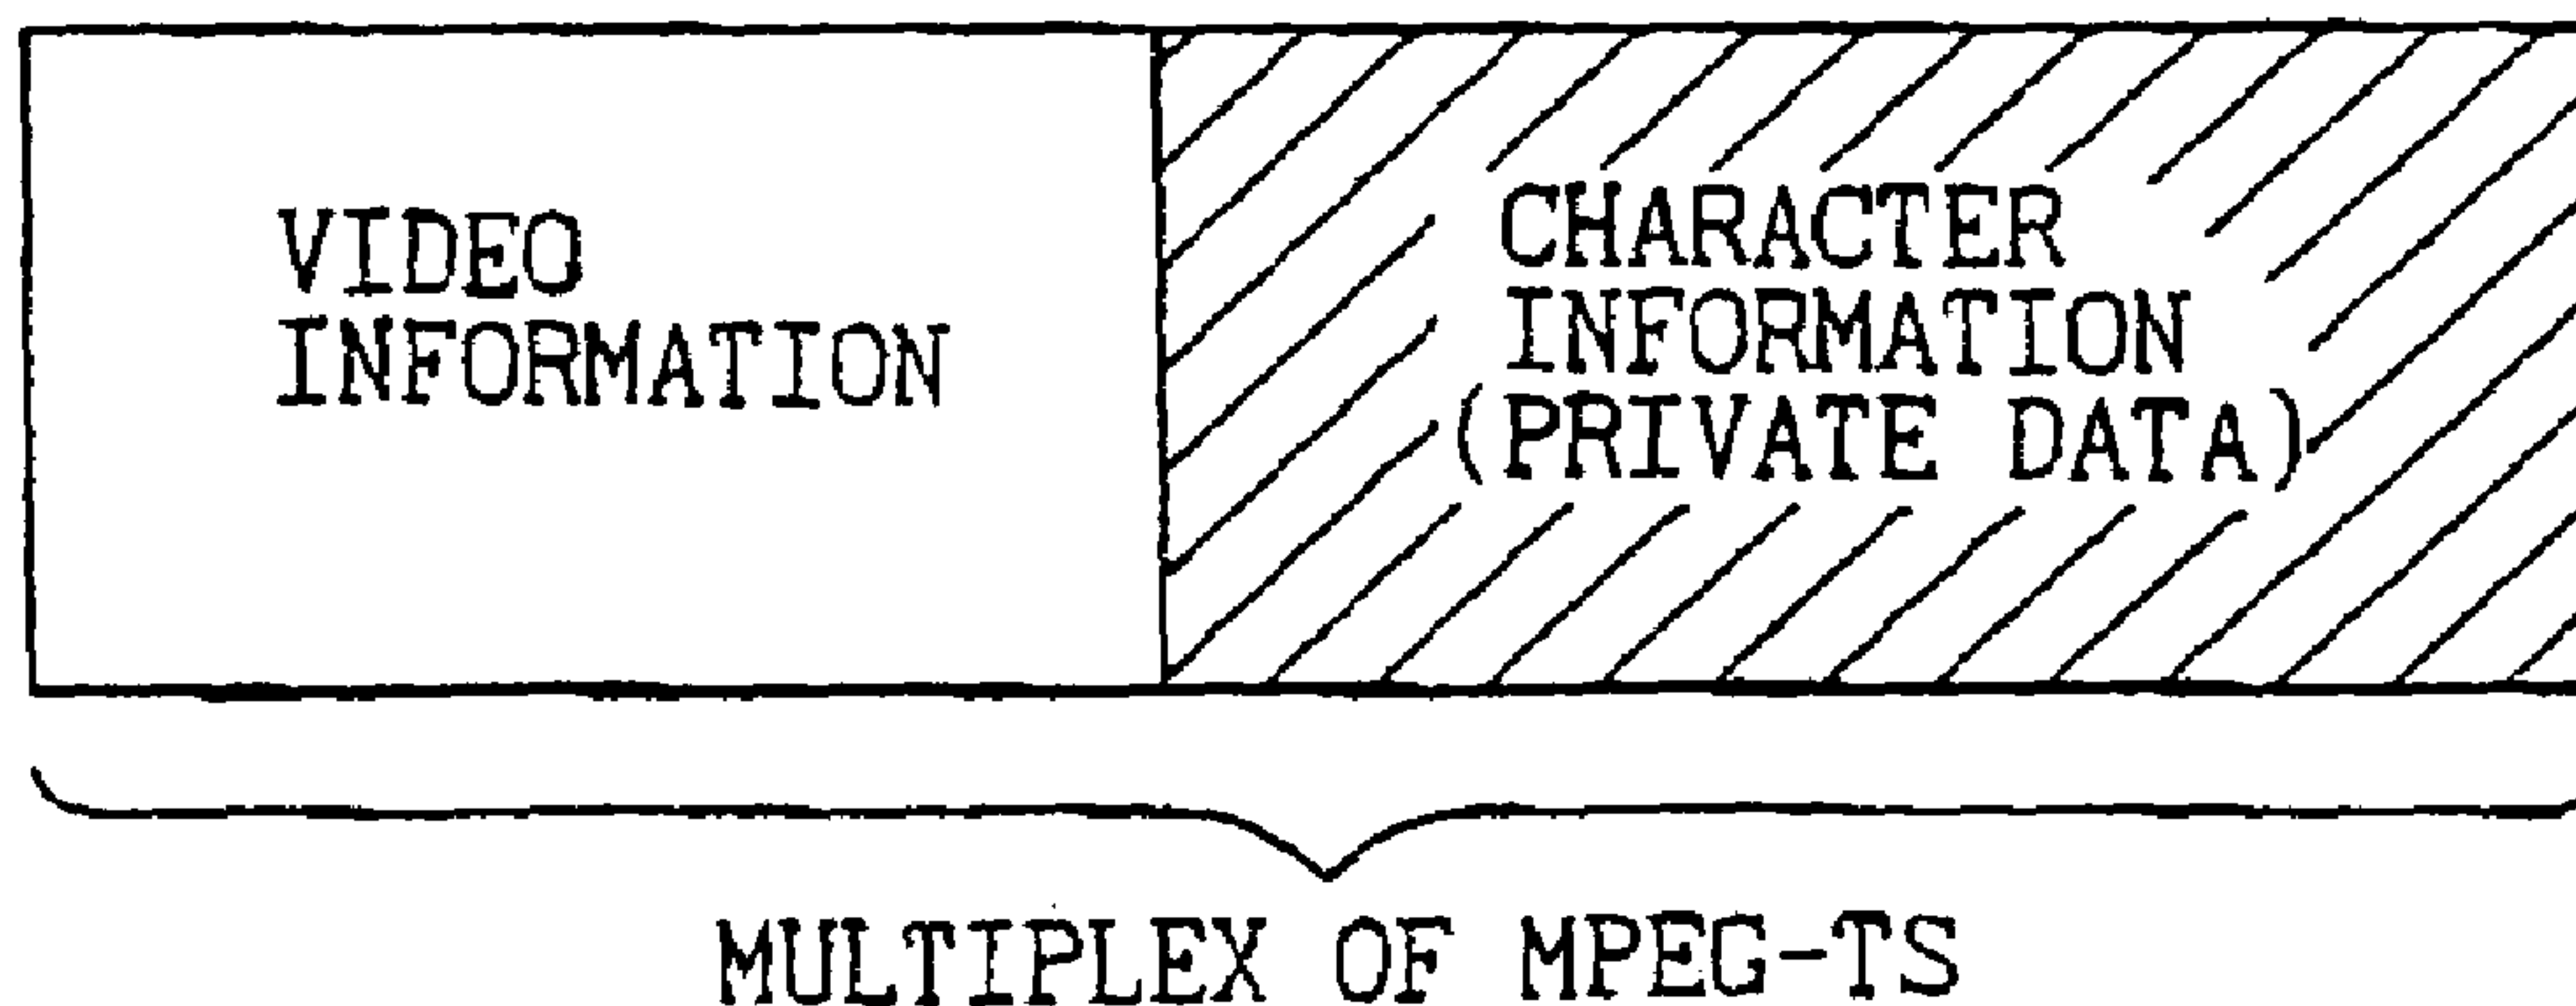 VIDEO
INFORMATION
CHARACTER
INFORMATION
(PRIVATE DATA)
MULTIPLEX OF MPEG-TS